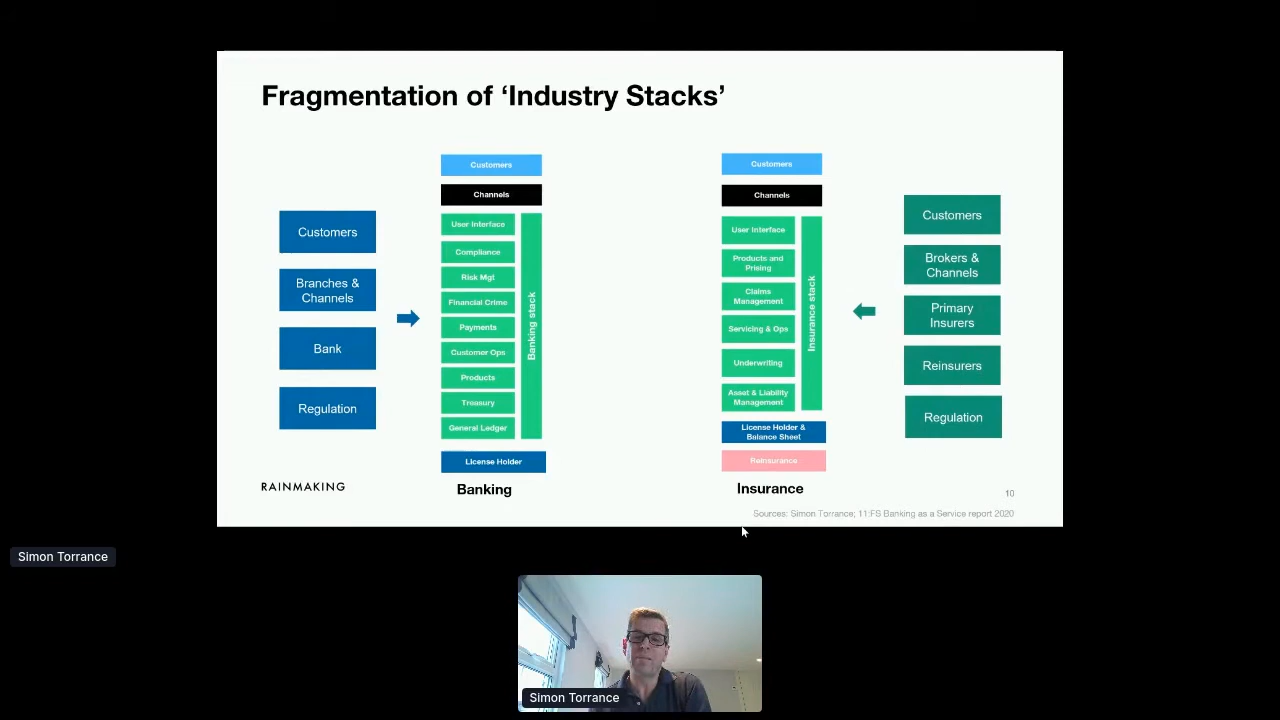 Fragmentation of ‘Industry Stacks’
Customers
Branches &
Channels
Bank
Regulation
Customers
Channels
User Interface
Compliance
Risk Mgt
Financial Crime
Payments
Customer Ops
Products
Treasury
General Ledger
Banking stack
License Holder
Banking
Customers
Channels
User Interface
Products and
Prising
Claims
Management
Servicing & Ops
Underwriting
Asset & Liability
Management
Insurance stack
License Holder &
Balance Sheet
Reinsurance
Insurance
Customers
Brokers &
Channels
Primary
Insurers
Reinsurers
Regulation
RAINMAKING
10
Sources: Simon Torrance; 11:FS Banking as a Service report 2020
Simon Torrance
Simon Torrance